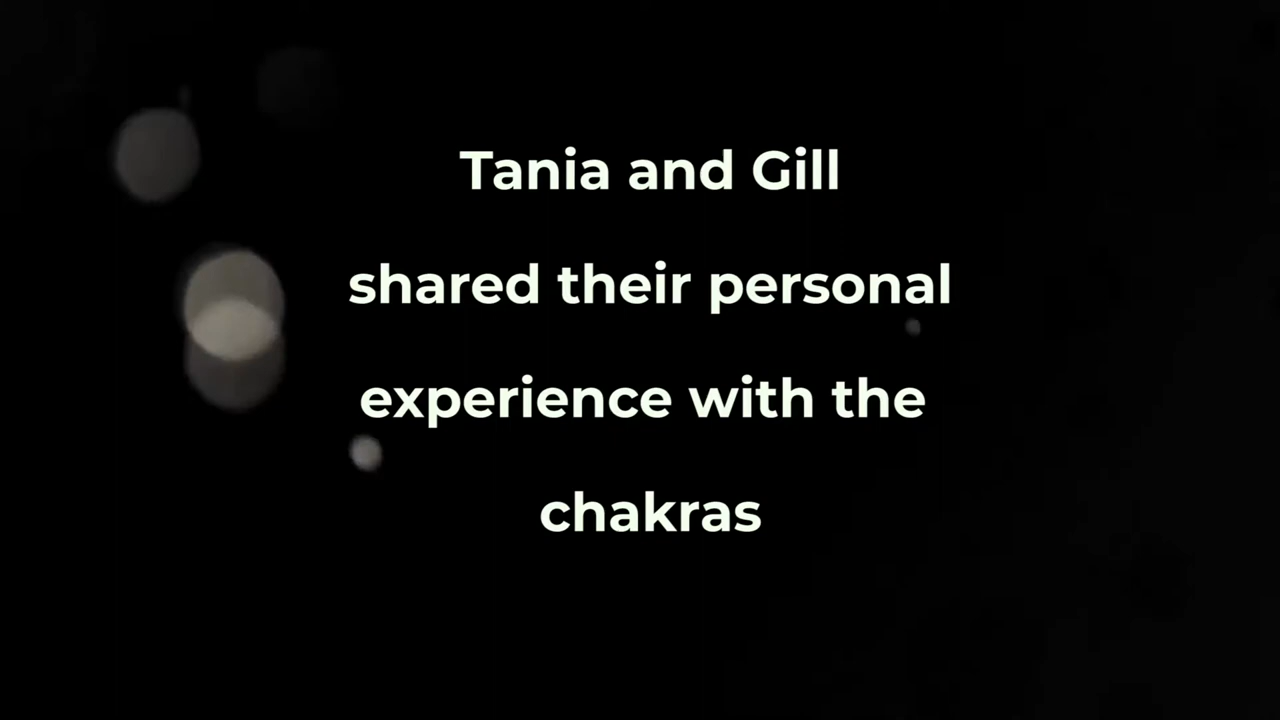 Tania and Gill
shared their personal
experience with the
chakras